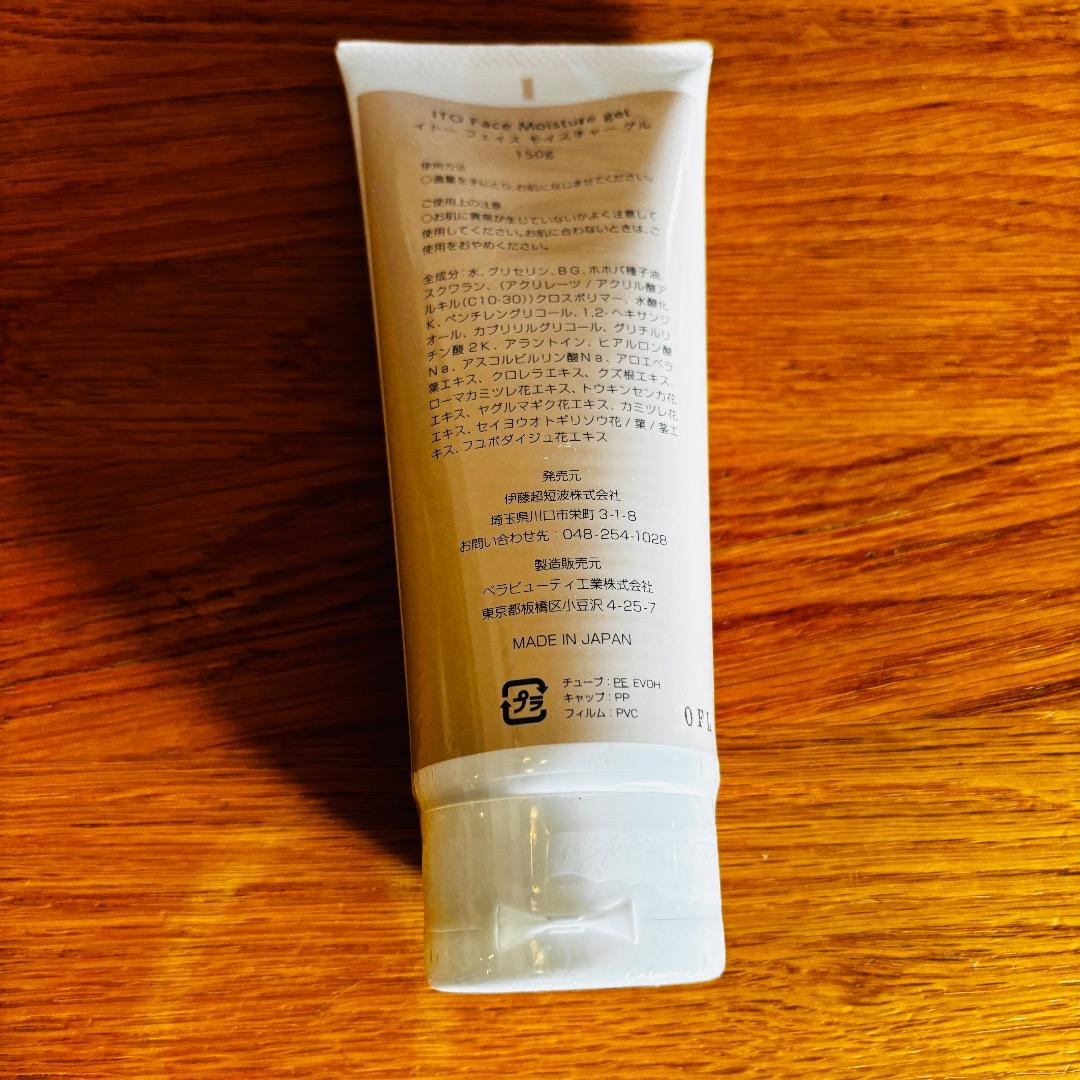 ITO Face Moisture gel
イトー フェイス モイスチャー ゲル
150g
使用方法
○適量を手にとり、お肌になじませてください。
ご使用上の注意
○お肌に異常が生じていないかよく注意して
使用してください。お肌に合わないときは、ご
使用をおやめください。
全成分：水、グリセリン、BG、ホホバ種子油、
スクワラン、（アクリレーツ/アクリル酸ア
ルキル(C10-30)）クロスポリマー、水酸化
K、ペンチレングリコール、1.2-ヘキサンジ
オール、カプリリルグリコール、グリチルリ
チン酸2K、アラントイン、ヒアルロン酸
Na、アスコルビルリン酸Na、アロエベラ
葉エキス、クロレラエキス、クズ根エキス、
ローマカミツレ花エキス、トウキンセンカ花
エキス、ヤグルマギク花エキス、カミツレ花
エキス、セイヨウオトギリソウ花/葉/茎エ
キス、フユボダイジュ花エキス
発売元
伊藤超短波株式会社
埼玉県川口市栄町3-1-8
お問い合わせ先：048-254-1028
製造販売元
ベラビューティ工業株式会社
東京都板橋区小豆沢4-25-7
MADE IN JAPAN
プラ
チューブ：PE, EVOH
キャップ：PP
フィルム：PVC
0FL